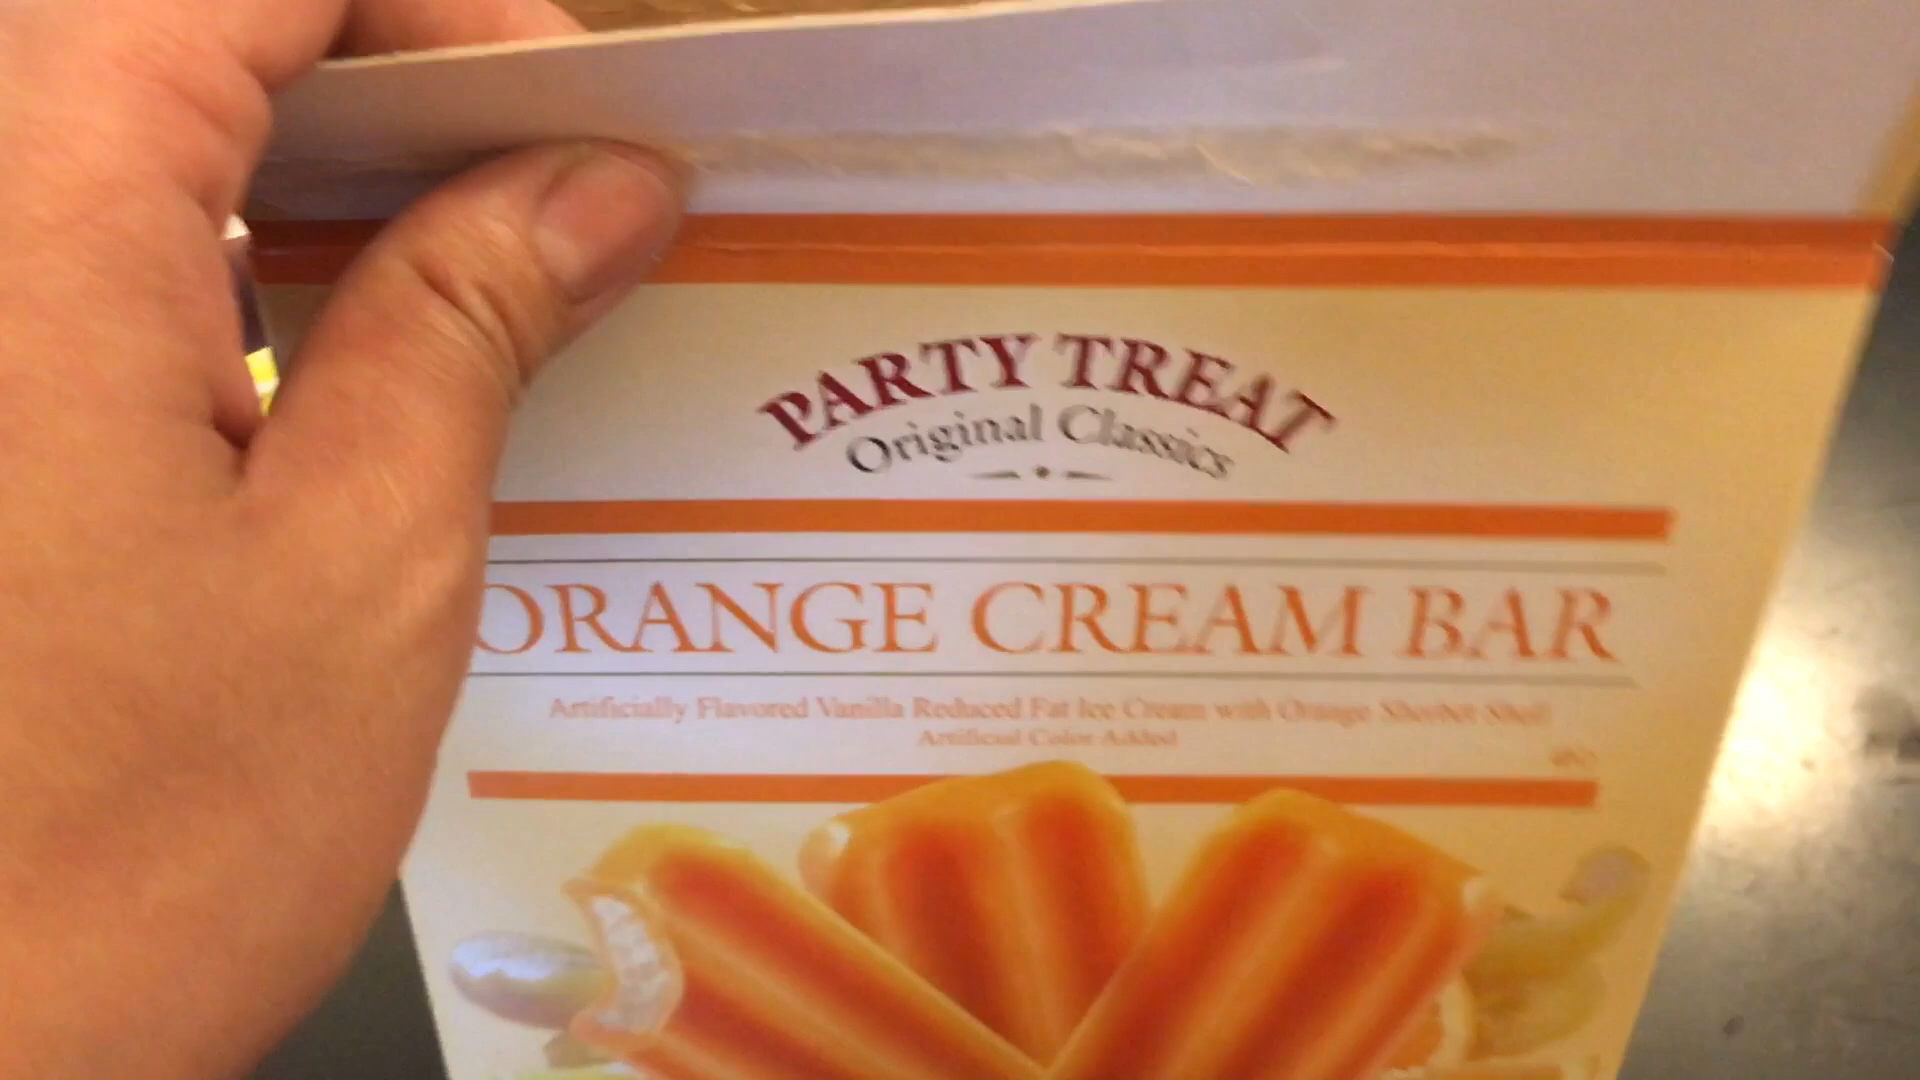 PARTY TREAT
Original Classics
ORANGE CREAM BAR
Artificially Flavored Vanilla Reduced Fat Ice Cream with Orange Sherbet Shell
Artificial Color Added